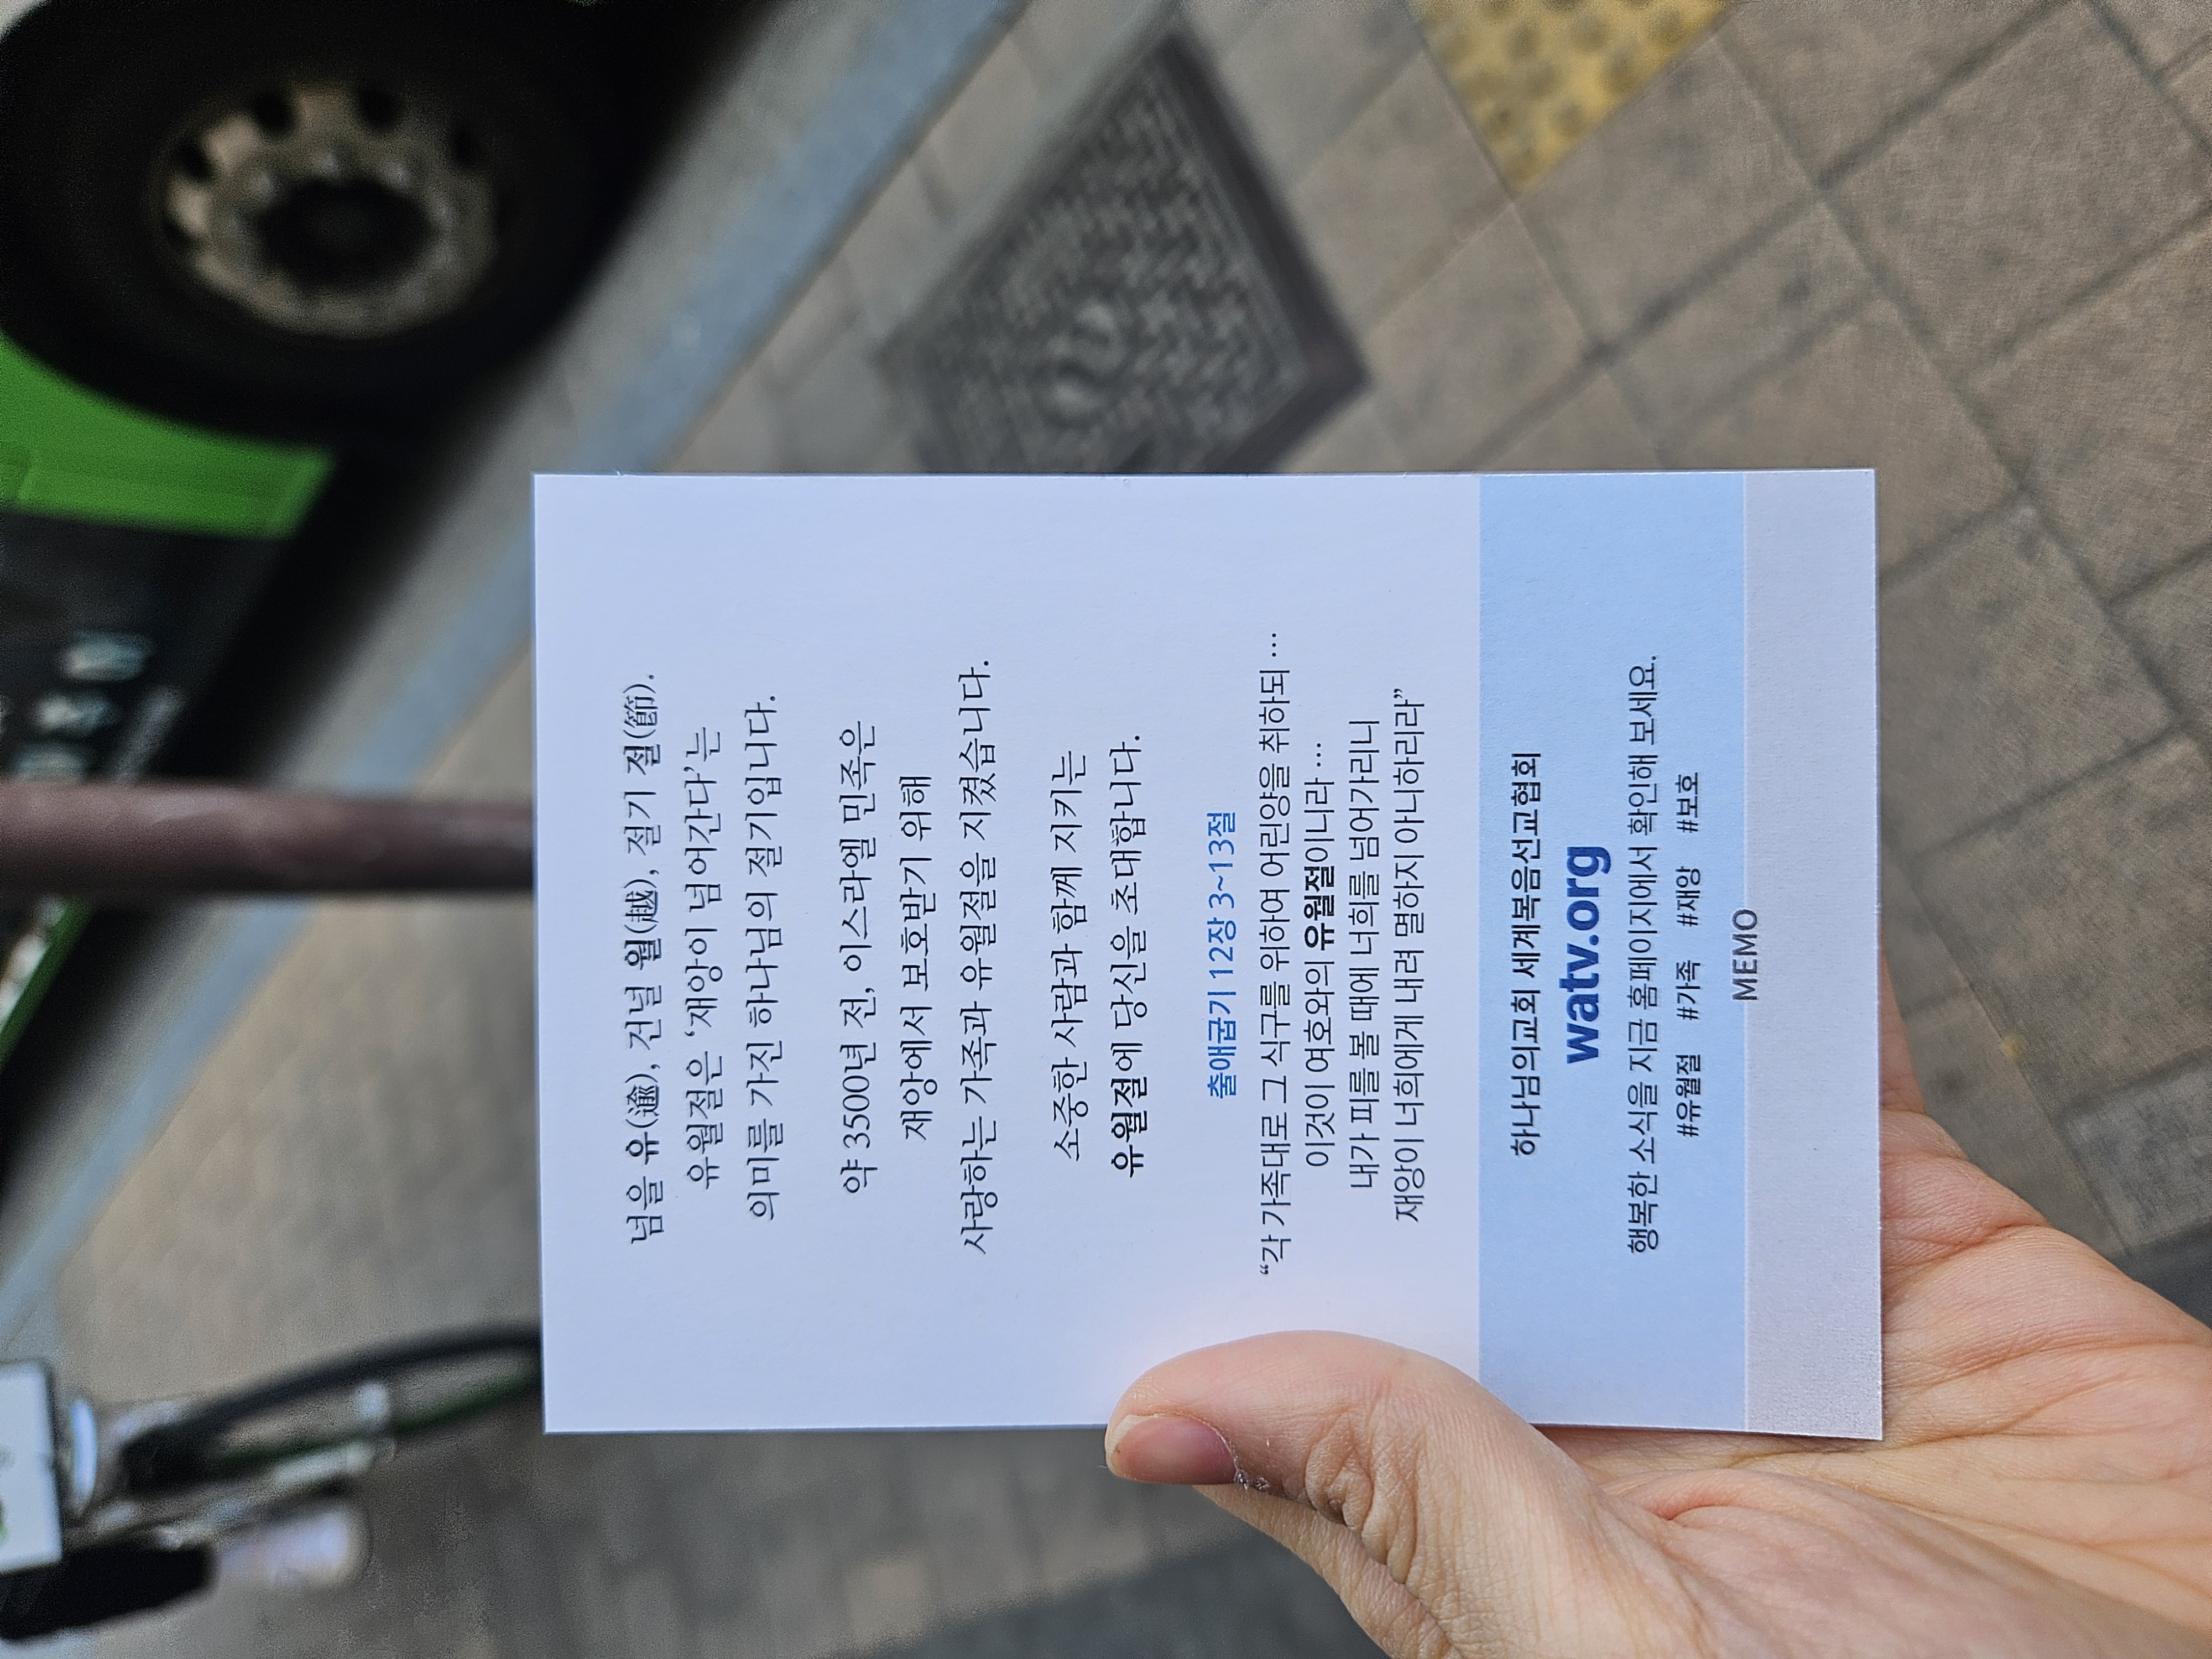 넘을 유(逾), 건널 월(越), 절기 절(節).
유월절은 ‘재앙이 넘어간다’는
의미를 가진 하나님의 절기입니다.
약 3500년 전, 이스라엘 민족은
재앙에서 보호받기 위해
사랑하는 가족과 유월절을 지켰습니다.
소중한 사람과 함께 지키는
유월절에 당신을 초대합니다.
출애굽기 12장 3~13절
“각 가족대로 그 식구를 위하여 어린양을 취하되 …
이것이 여호와의 유월절이니라 …
내가 피를 볼 때에 너희를 넘어가리니
재앙이 너희에게 내려 멸하지 아니하리라”
하나님의교회 세계복음선교협회
watv.org
행복한 소식을 지금 홈페이지에서 확인해 보세요.
#유월절 #가족 #재앙 #보호
MEMO